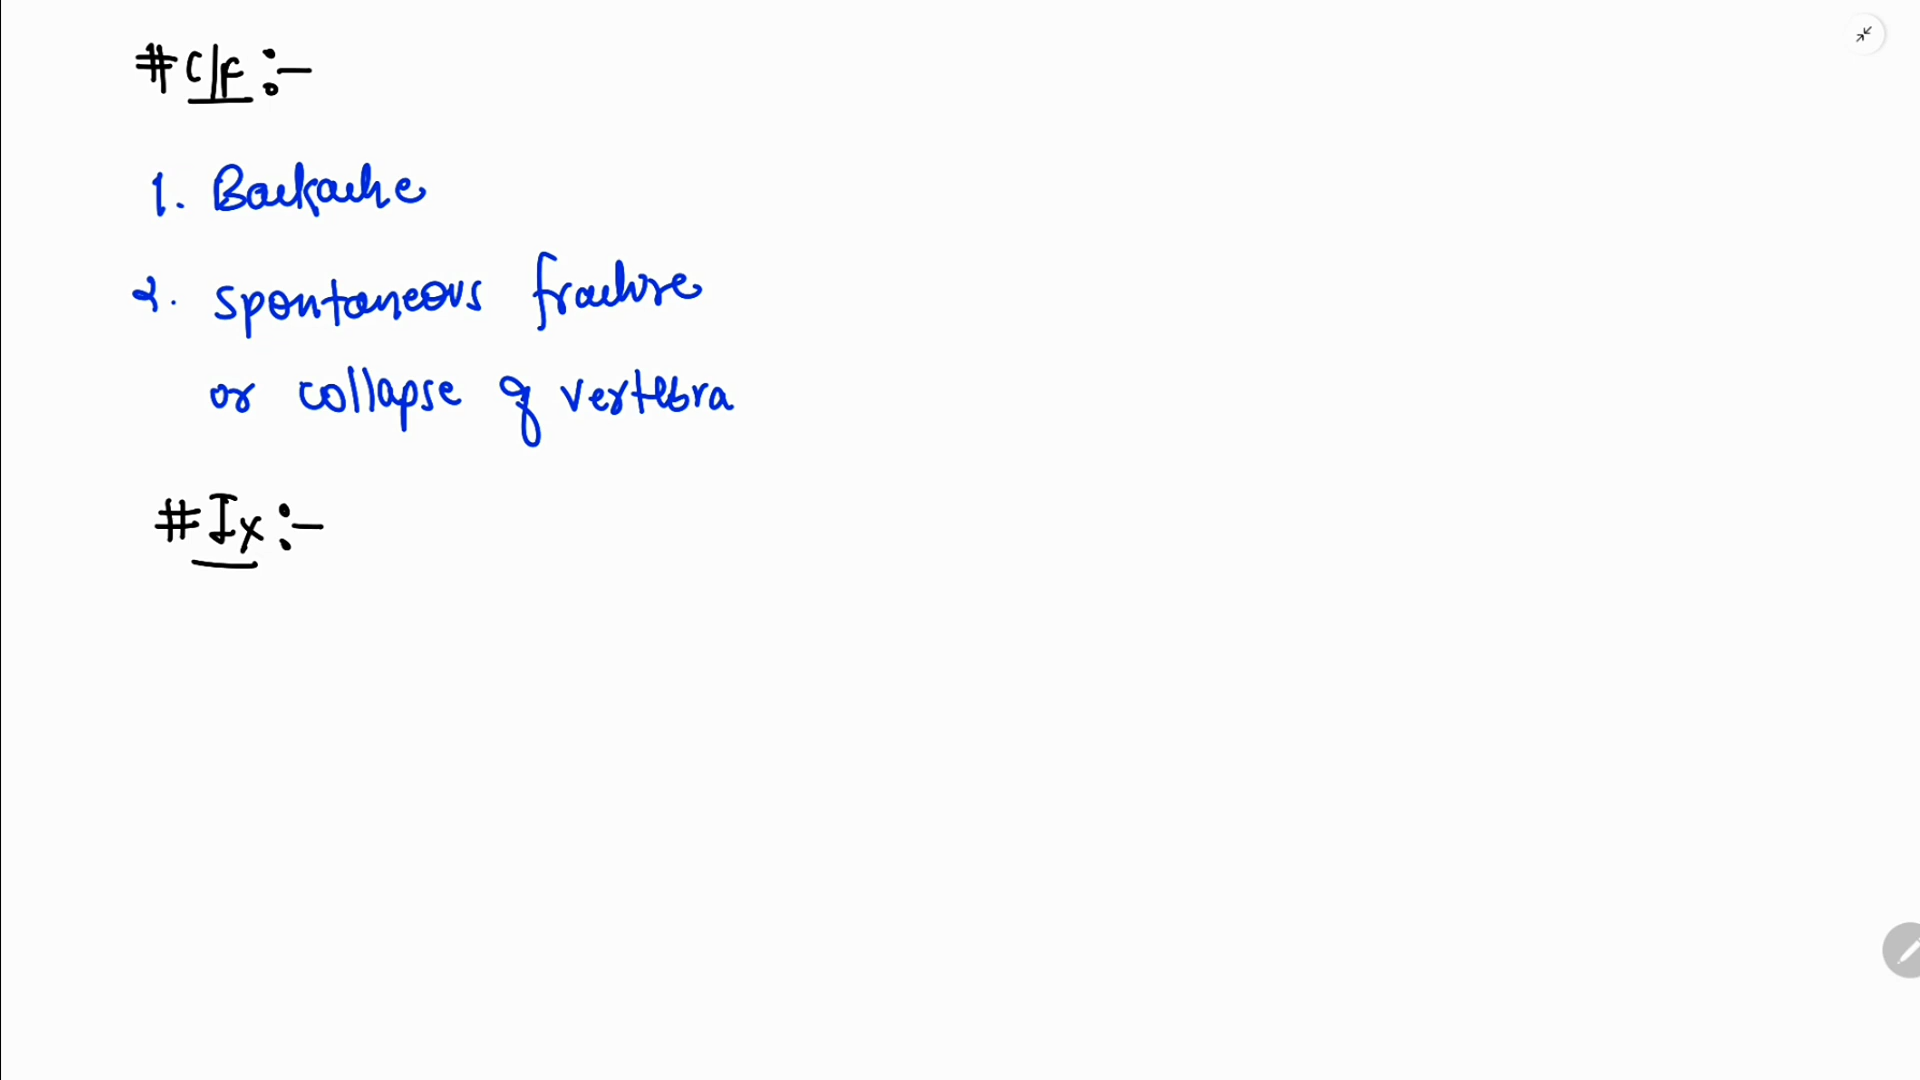 #C/F:-
1. Backache
2. spontaneous fracture
or collapse of vertebra
#Ix:-